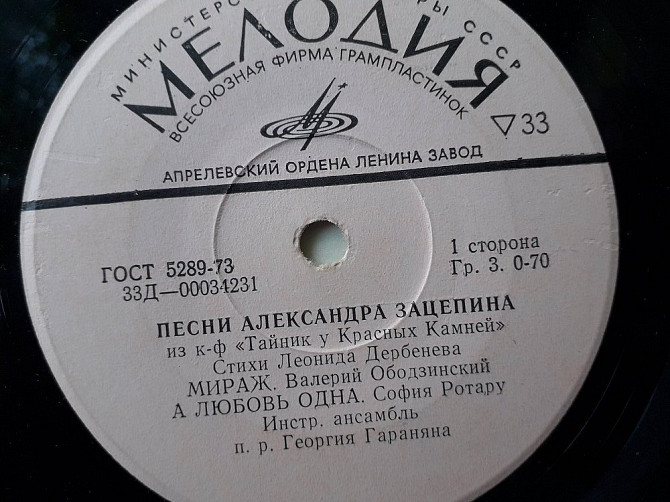 МИНИСТЕРС РЫ СССР
МЕЛОДИЯ
ВСЕСОЮЗНАЯ ФИРМА ГРАМПЛАСТИНОК
▽33
АПРЕЛЕВСКИЙ ОРДЕНА ЛЕНИНА ЗАВОД
ГОСТ 5289-73
33Д—00034231
1 сторона
Гр. 3. 0-70
ПЕСНИ АЛЕКСАНДРА ЗАЦЕПИНА
из к-ф «Тайник у Красных Камней»
Стихи Леонида Дербенева
МИРАЖ. Валерий Ободзинский
А ЛЮБОВЬ ОДНА. София Ротару
Инстр. ансамбль
п. р. Георгия Гараняна